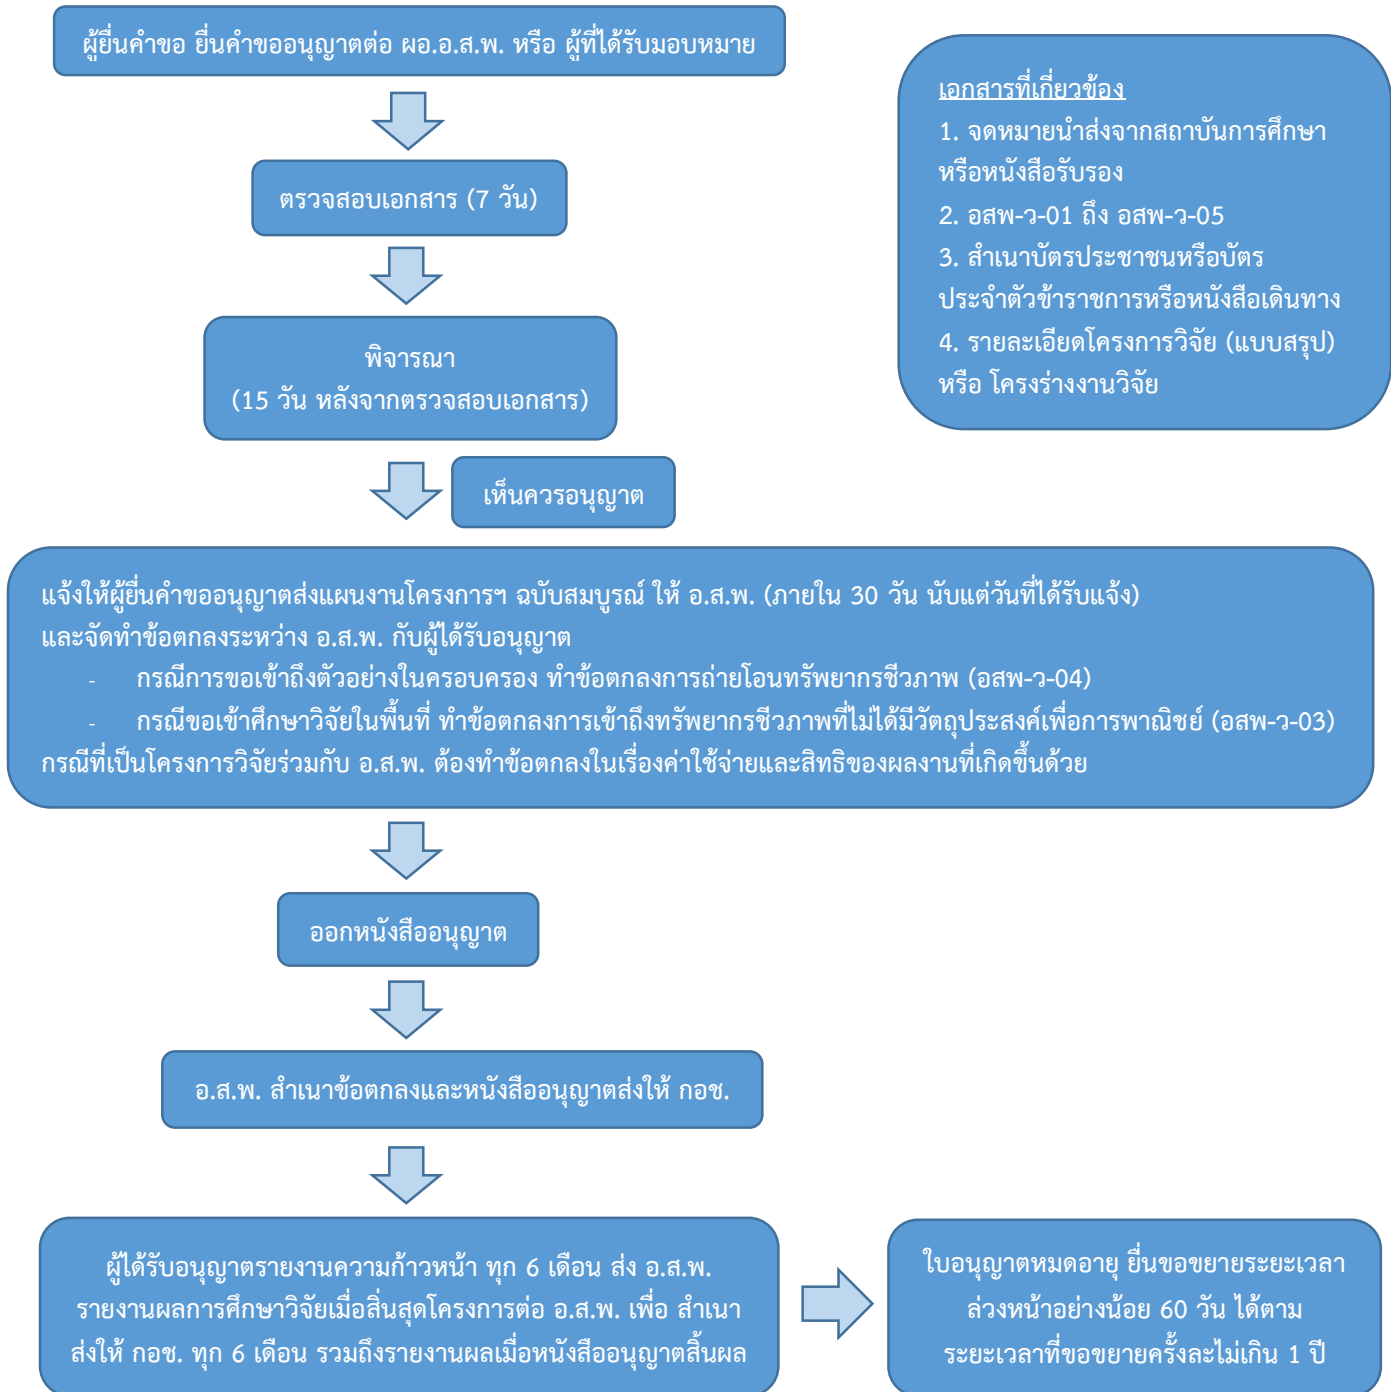 ผู้ยื่นคำขอ ยื่นคำขออนุญาตต่อ ผอ.อ.ส.พ. หรือ ผู้ที่ได้รับมอบหมาย
เอกสารที่เกี่ยวข้อง
1. จดหมายนำส่งจากสถาบันการศึกษา
หรือหนังสือรับรอง
2. อสพ-ว-01 ถึง อสพ-ว-05
3. สำเนาบัตรประชาชนหรือบัตร
ประจำตัวข้าราชการหรือหนังสือเดินทาง
4. รายละเอียดโครงการวิจัย (แบบสรุป)
หรือ โครงร่างงานวิจัย
ตรวจสอบเอกสาร (7 วัน)
พิจารณา
(15 วัน หลังจากตรวจสอบเอกสาร)
เห็นควรอนุญาต
แจ้งให้ผู้ยื่นคำขออนุญาตส่งแผนงานโครงการฯ ฉบับสมบูรณ์ ให้ อ.ส.พ. (ภายใน 30 วัน นับแต่วันที่ได้รับแจ้ง)
และจัดทำข้อตกลงระหว่าง อ.ส.พ. กับผู้ได้รับอนุญาต
- กรณีการขอเข้าถึงตัวอย่างในครอบครอง ทำข้อตกลงการถ่ายโอนทรัพยากรชีวภาพ (อสพ-ว-04)
- กรณีขอเข้าศึกษาวิจัยในพื้นที่ ทำข้อตกลงการเข้าถึงทรัพยากรชีวภาพที่ไม่ได้มีวัตถุประสงค์เพื่อการพาณิชย์ (อสพ-ว-03)
กรณีที่เป็นโครงการวิจัยร่วมกับ อ.ส.พ. ต้องทำข้อตกลงในเรื่องค่าใช้จ่ายและสิทธิของผลงานที่เกิดขึ้นด้วย
ออกหนังสืออนุญาต
อ.ส.พ. สำเนาข้อตกลงและหนังสืออนุญาตส่งให้ กอช.
ผู้ได้รับอนุญาตรายงานความก้าวหน้า ทุก 6 เดือน ส่ง อ.ส.พ.
รายงานผลการศึกษาวิจัยเมื่อสิ่นสุดโครงการต่อ อ.ส.พ. เพื่อ สำเนา
ส่งให้ กอช. ทุก 6 เดือน รวมถึงรายงานผลเมื่อหนังสืออนุญาตสิ้นผล
ใบอนุญาตหมดอายุ ยื่นขอขยายระยะเวลา
ล่วงหน้าอย่างน้อย 60 วัน ได้ตาม
ระยะเวลาที่ขอขยายครั้งละไม่เกิน 1 ปี